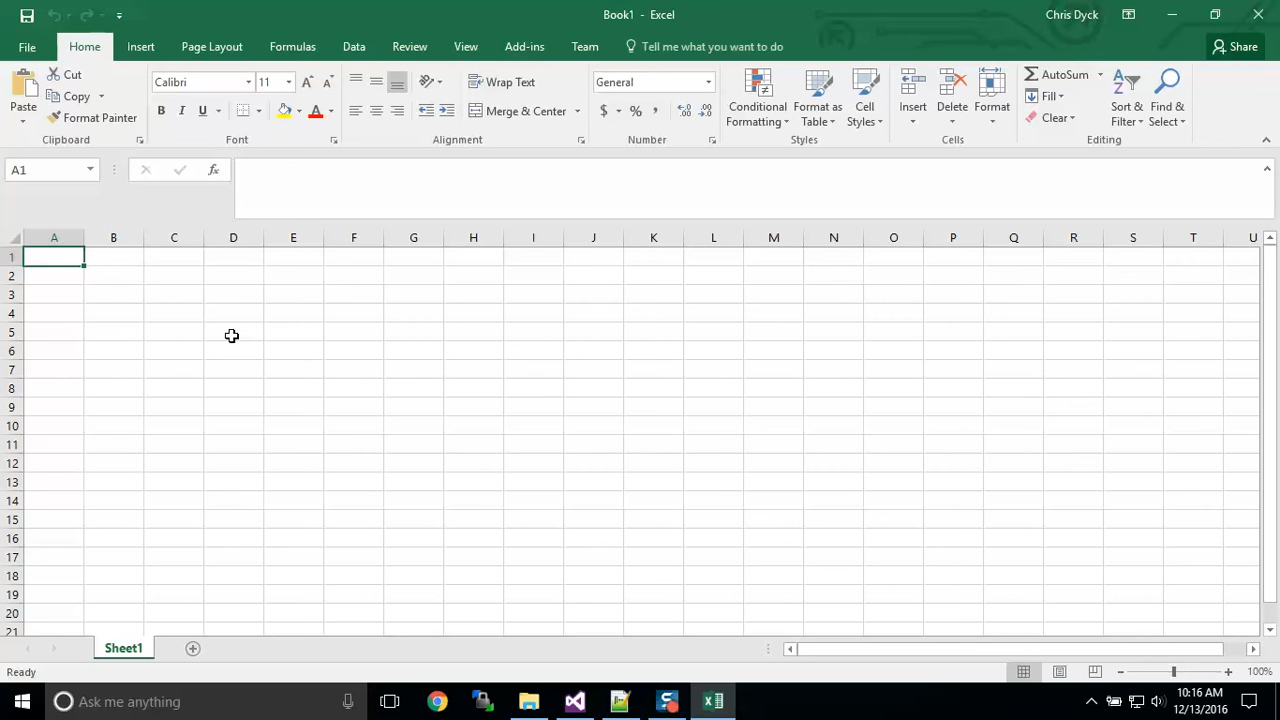 Book1 - Excel
Chris Dyck
File Home Insert Page Layout Formulas Data Review View Add-ins Team Tell me what you want to do Share
Paste
Cut
Copy
Format Painter
Clipboard
Calibri 11
B I U
Font
Wrap Text
Merge & Center
Alignment
General
$ % ,
Number
Conditional Formatting
Format as Table
Cell Styles
Styles
Insert Delete Format
Cells
AutoSum
Fill
Clear
Sort & Filter
Find & Select
Editing
A1
fx
A B C D E F G H I J K L M N O P Q R S T U
1
2
3
4
5
6
7
8
9
10
11
12
13
14
15
16
17
18
19
20
21
Sheet1
Ready
100%
Ask me anything
10:16 AM
12/13/2016